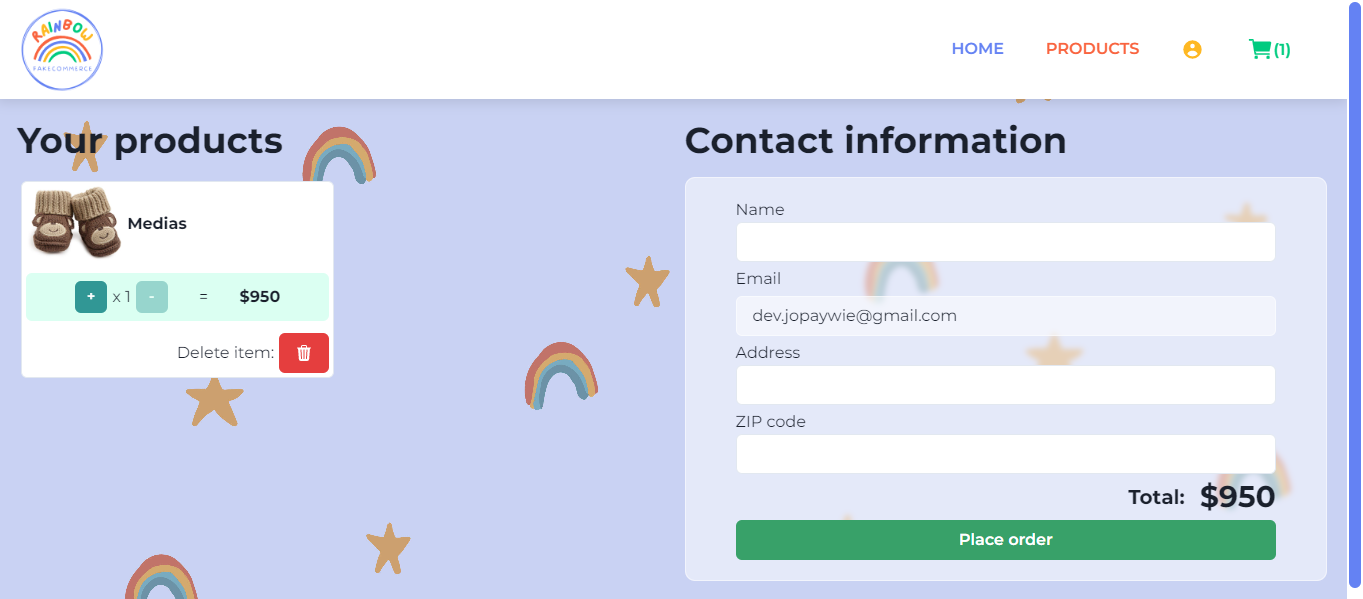 RAINBOW
FAKECOMMERCE
HOME
PRODUCTS
(1)
Your products
Medias
+ x 1 - = $950
Delete item:
Contact information
Name
Email
dev.jopaywie@gmail.com
Address
ZIP code
Total: $950
Place order